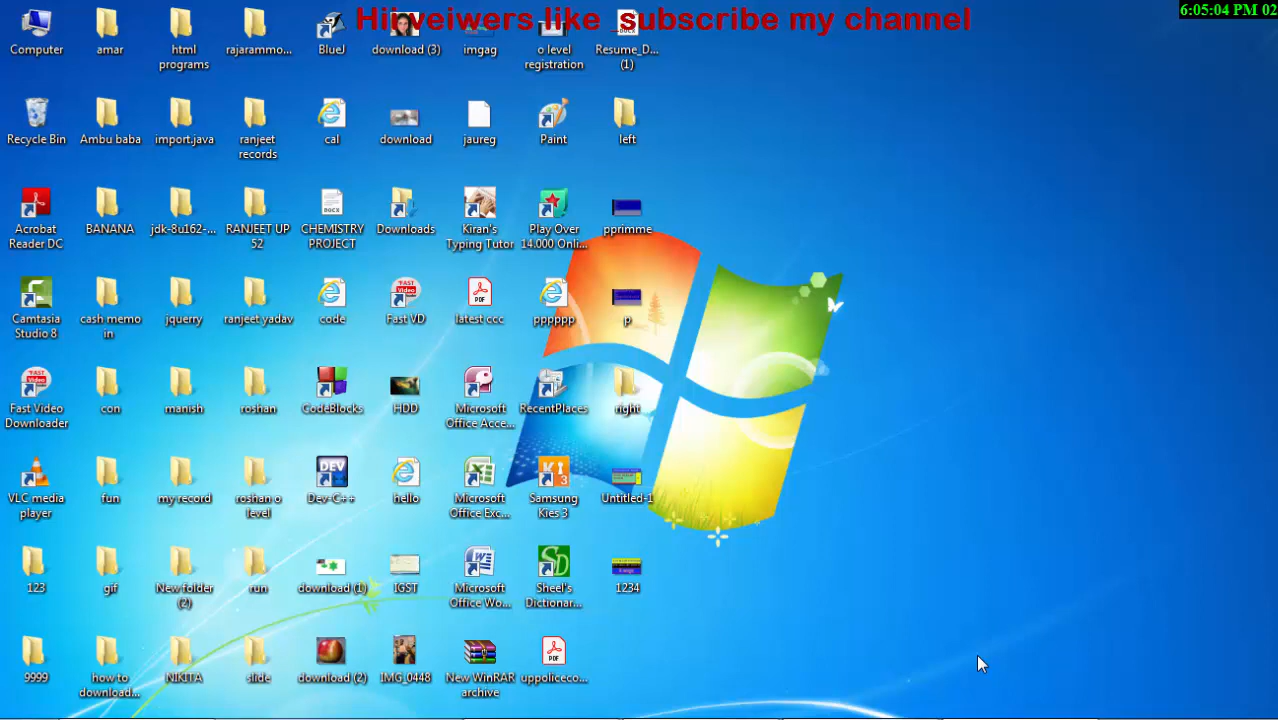 Hii veiwers like _subscribe my channel
6:05:04 PM 02
Computer
amar
html
programs
rajarammo...
BlueJ
download (3)
imgag
o level
registration
Resume_D...
(1)
Recycle Bin
Ambu baba
import.java
ranjeet
records
cal
download
jaureg
Paint
left
Acrobat
Reader DC
BANANA
jdk-8u162-...
RANJEET UP
52
CHEMISTRY
PROJECT
Downloads
Kiran's
Typing Tutor
Play Over
14.000 Onli...
pprimme
Camtasia
Studio 8
cash memo
in
jquerry
ranjeet yadav
code
Fast VD
latest ccc
pppppp
p
Fast Video
Downloader
con
manish
roshan
CodeBlocks
HDD
Microsoft
Office Acce...
RecentPlaces
right
VLC media
player
fun
my record
roshan o
level
Dev-C++
hello
Microsoft
Office Exc...
Samsung
Kies 3
Untitled-1
123
gif
New folder
(2)
run
download (1)
IGST
Microsoft
Office Wo...
Sheel's
Dictionar...
1234
9999
how to
download...
NIKITA
slide
download (2)
IMG_0448
New WinRAR
archive
uppoliceco...